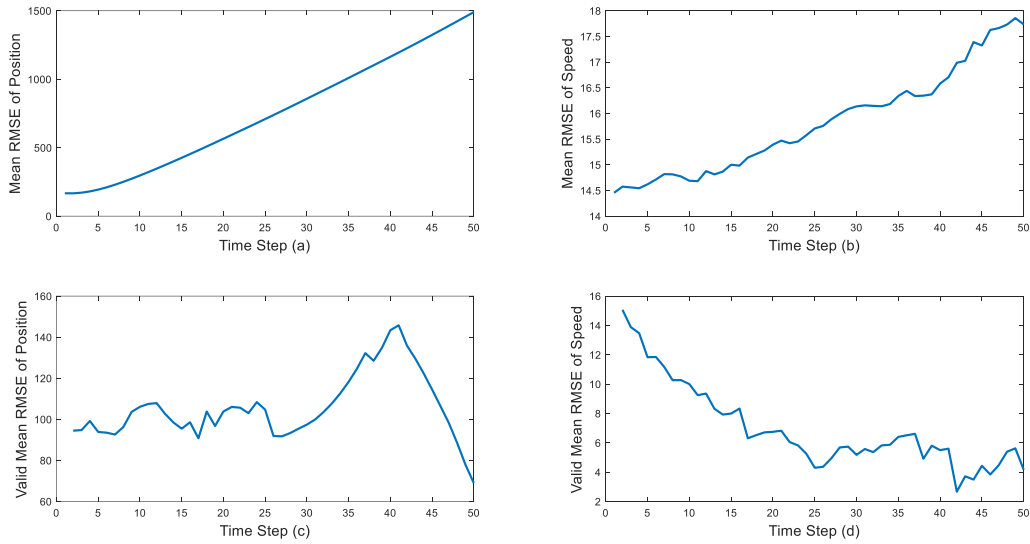 1500
1000
500
0
Mean RMSE of Position
0 5 10 15 20 25 30 35 40 45 50
Time Step (a)
18
17.5
17
16.5
16
15.5
15
14.5
14
Mean RMSE of Speed
0 5 10 15 20 25 30 35 40 45 50
Time Step (b)
160
140
120
100
80
60
Valid Mean RMSE of Position
0 5 10 15 20 25 30 35 40 45 50
Time Step (c)
16
14
12
10
8
6
4
2
Valid Mean RMSE of Speed
0 5 10 15 20 25 30 35 40 45 50
Time Step (d)